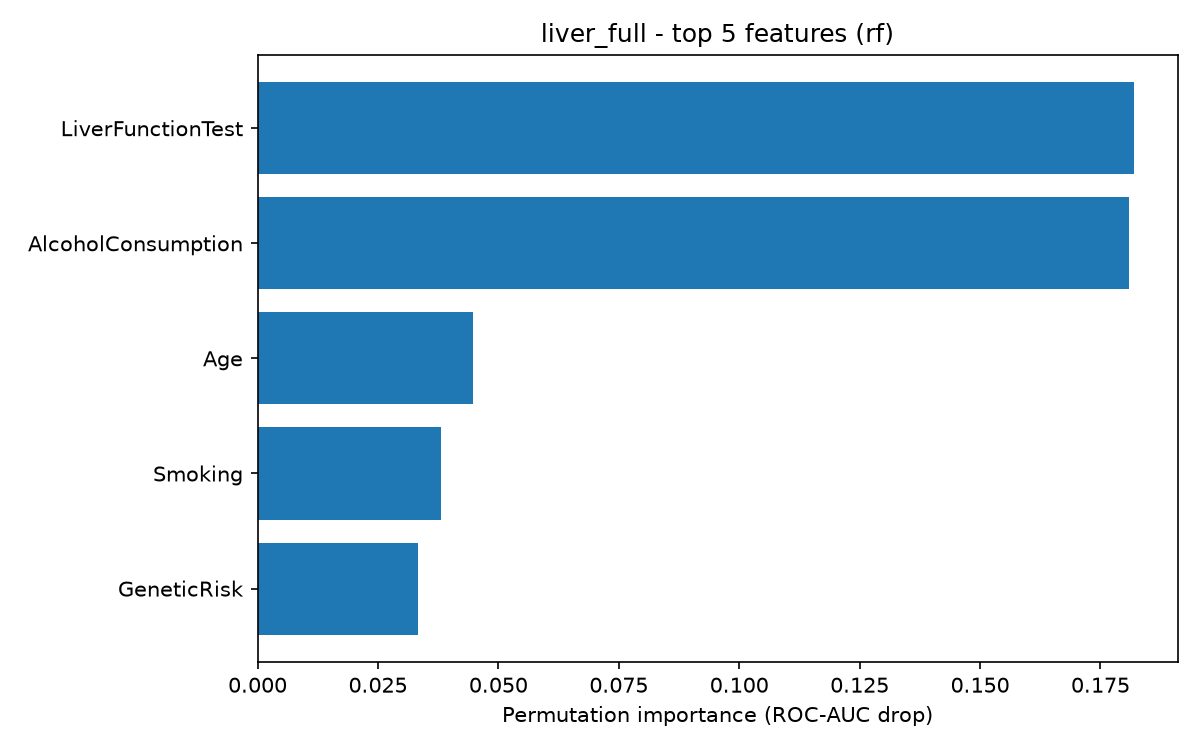 liver_full - top 5 features (rf)
LiverFunctionTest
AlcoholConsumption
Age
Smoking
GeneticRisk
0.000 0.025 0.050 0.075 0.100 0.125 0.150 0.175
Permutation importance (ROC-AUC drop)